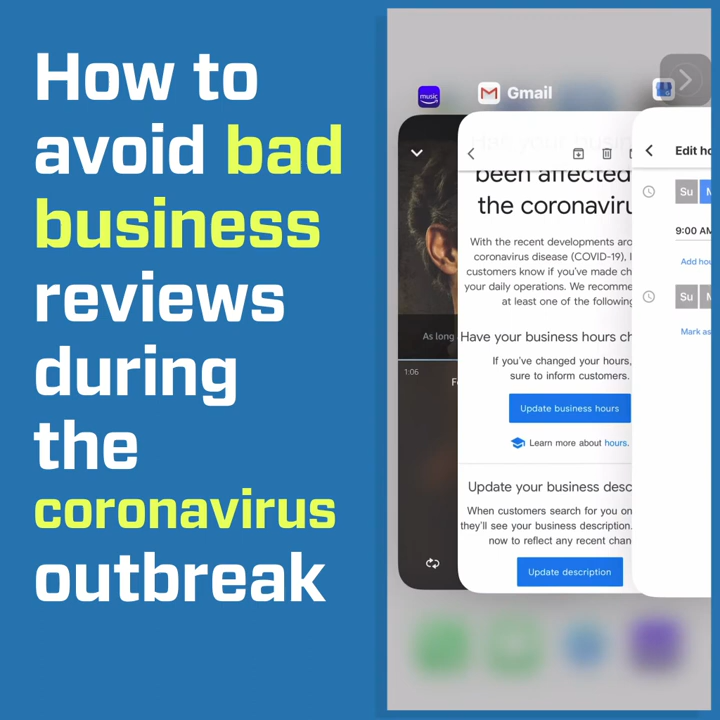 How to
avoid bad
business
reviews
during
the
coronavirus
outbreak
music
Gmail
been affected
the coronaviru
With the recent developments aro
coronavirus disease (COVID-19), l
customers know if you've made ch
your daily operations. We recomme
at least one of the following
Have your business hours ch
If you've changed your hours,
sure to inform customers.
Update business hours
Learn more about hours.
Update your business desc
When customers search for you on
they'll see your business description.
now to reflect any recent chan
Update description
As long
1:06
F
Edit ho
Su M
9:00 AM
Add hou
Su M
Mark as